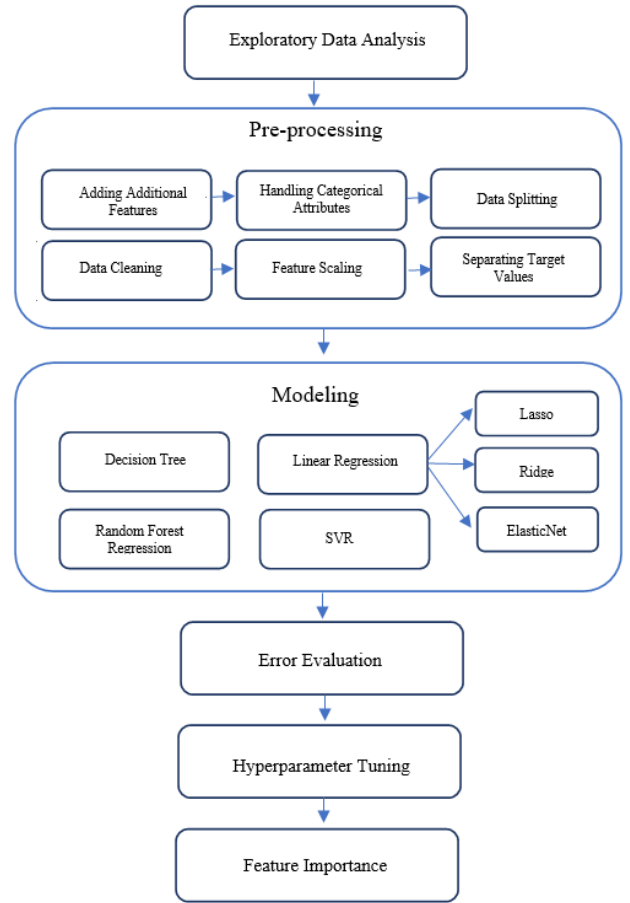 Exploratory Data Analysis
Pre-processing
Adding Additional
Features
Handling Categorical
Attributes
Data Splitting
Data Cleaning
Feature Scaling
Separating Target
Values
Modeling
Decision Tree
Linear Regression
Lasso
Ridge
ElasticNet
Random Forest
Regression
SVR
Error Evaluation
Hyperparameter Tuning
Feature Importance